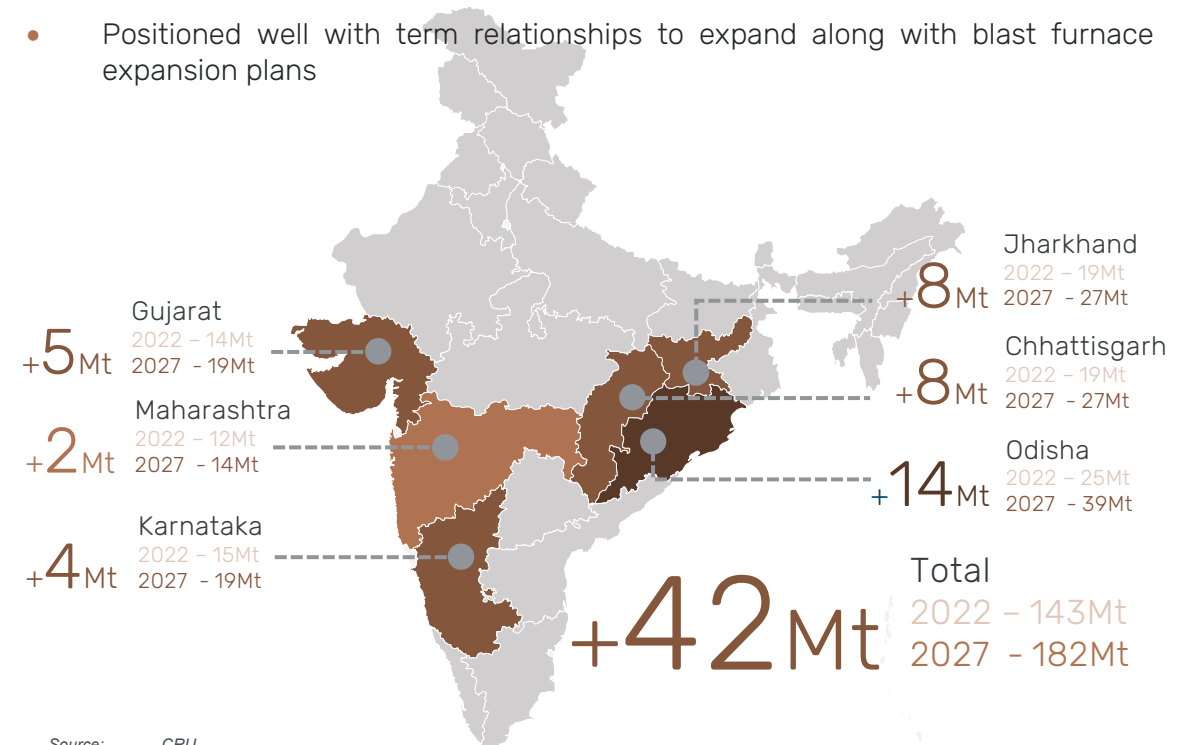 • Positioned well with term relationships to expand along with blast furnace
expansion plans
Gujarat
2022 – 14Mt
2027 - 19Mt
+5Mt
Maharashtra
2022 – 12Mt
2027 - 14Mt
+2Mt
Karnataka
2022 – 15Mt
2027 - 19Mt
+4Mt
Jharkhand
2022 – 19Mt
2027 - 27Mt
+8Mt
Chhattisgarh
2022 – 19Mt
2027 - 27Mt
+8Mt
Odisha
2022 – 25Mt
2027 - 39Mt
+14Mt
+42Mt
Total
2022 – 143Mt
2027 - 182Mt
Source: CRU